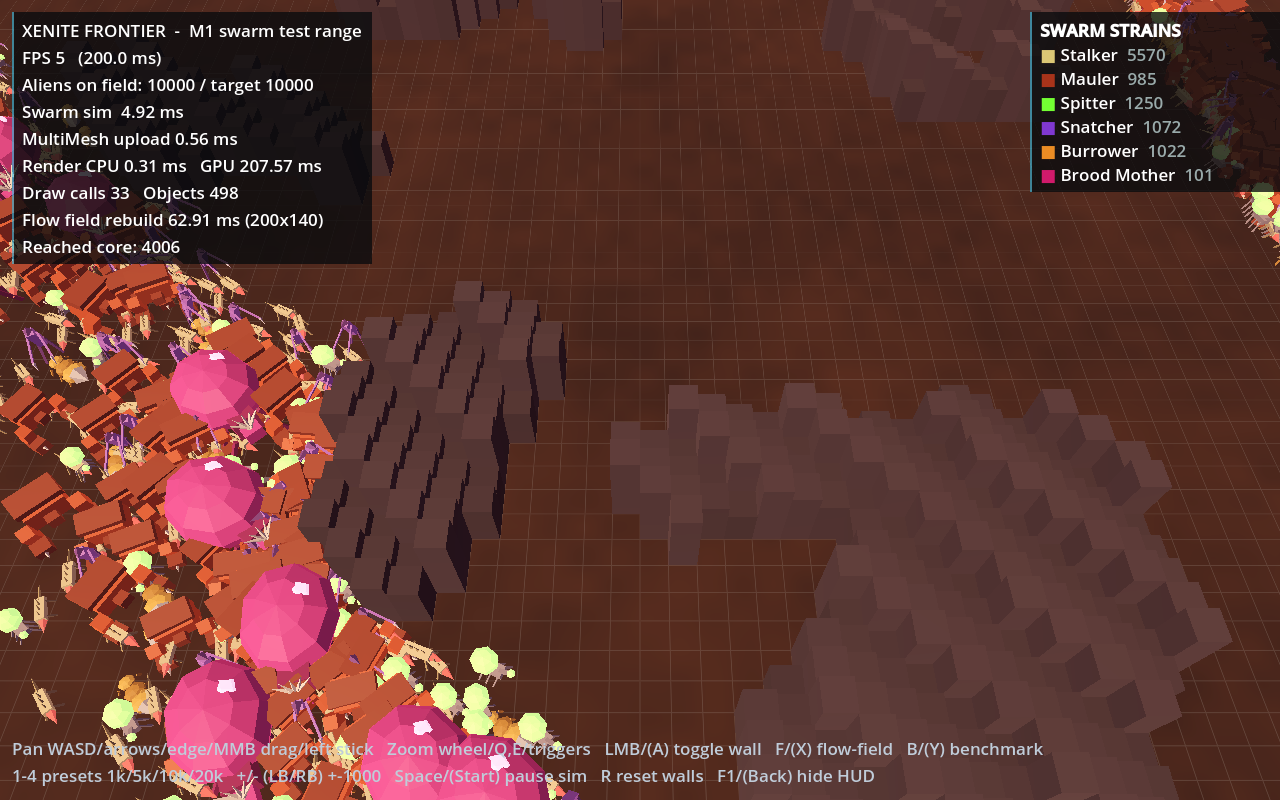 XENITE FRONTIER - M1 swarm test range
FPS 5 (200.0 ms)
Aliens on field: 10000 / target 10000
Swarm sim 4.92 ms
MultiMesh upload 0.56 ms
Render CPU 0.31 ms GPU 207.57 ms
Draw calls 33 Objects 498
Flow field rebuild 62.91 ms (200x140)
Reached core: 4006
SWARM STRAINS
Stalker 5570
Mauler 985
Spitter 1250
Snatcher 1072
Burrower 1022
Brood Mother 101
Pan WASD/arrows/edge/MMB drag/left stick Zoom wheel/Q,E/triggers LMB/(A) toggle wall F/(X) flow-field B/(Y) benchmark
1-4 presets 1k/5k/10k/20k +/- (LB/RB) +-1000 Space/(Start) pause sim R reset walls F1/(Back) hide HUD